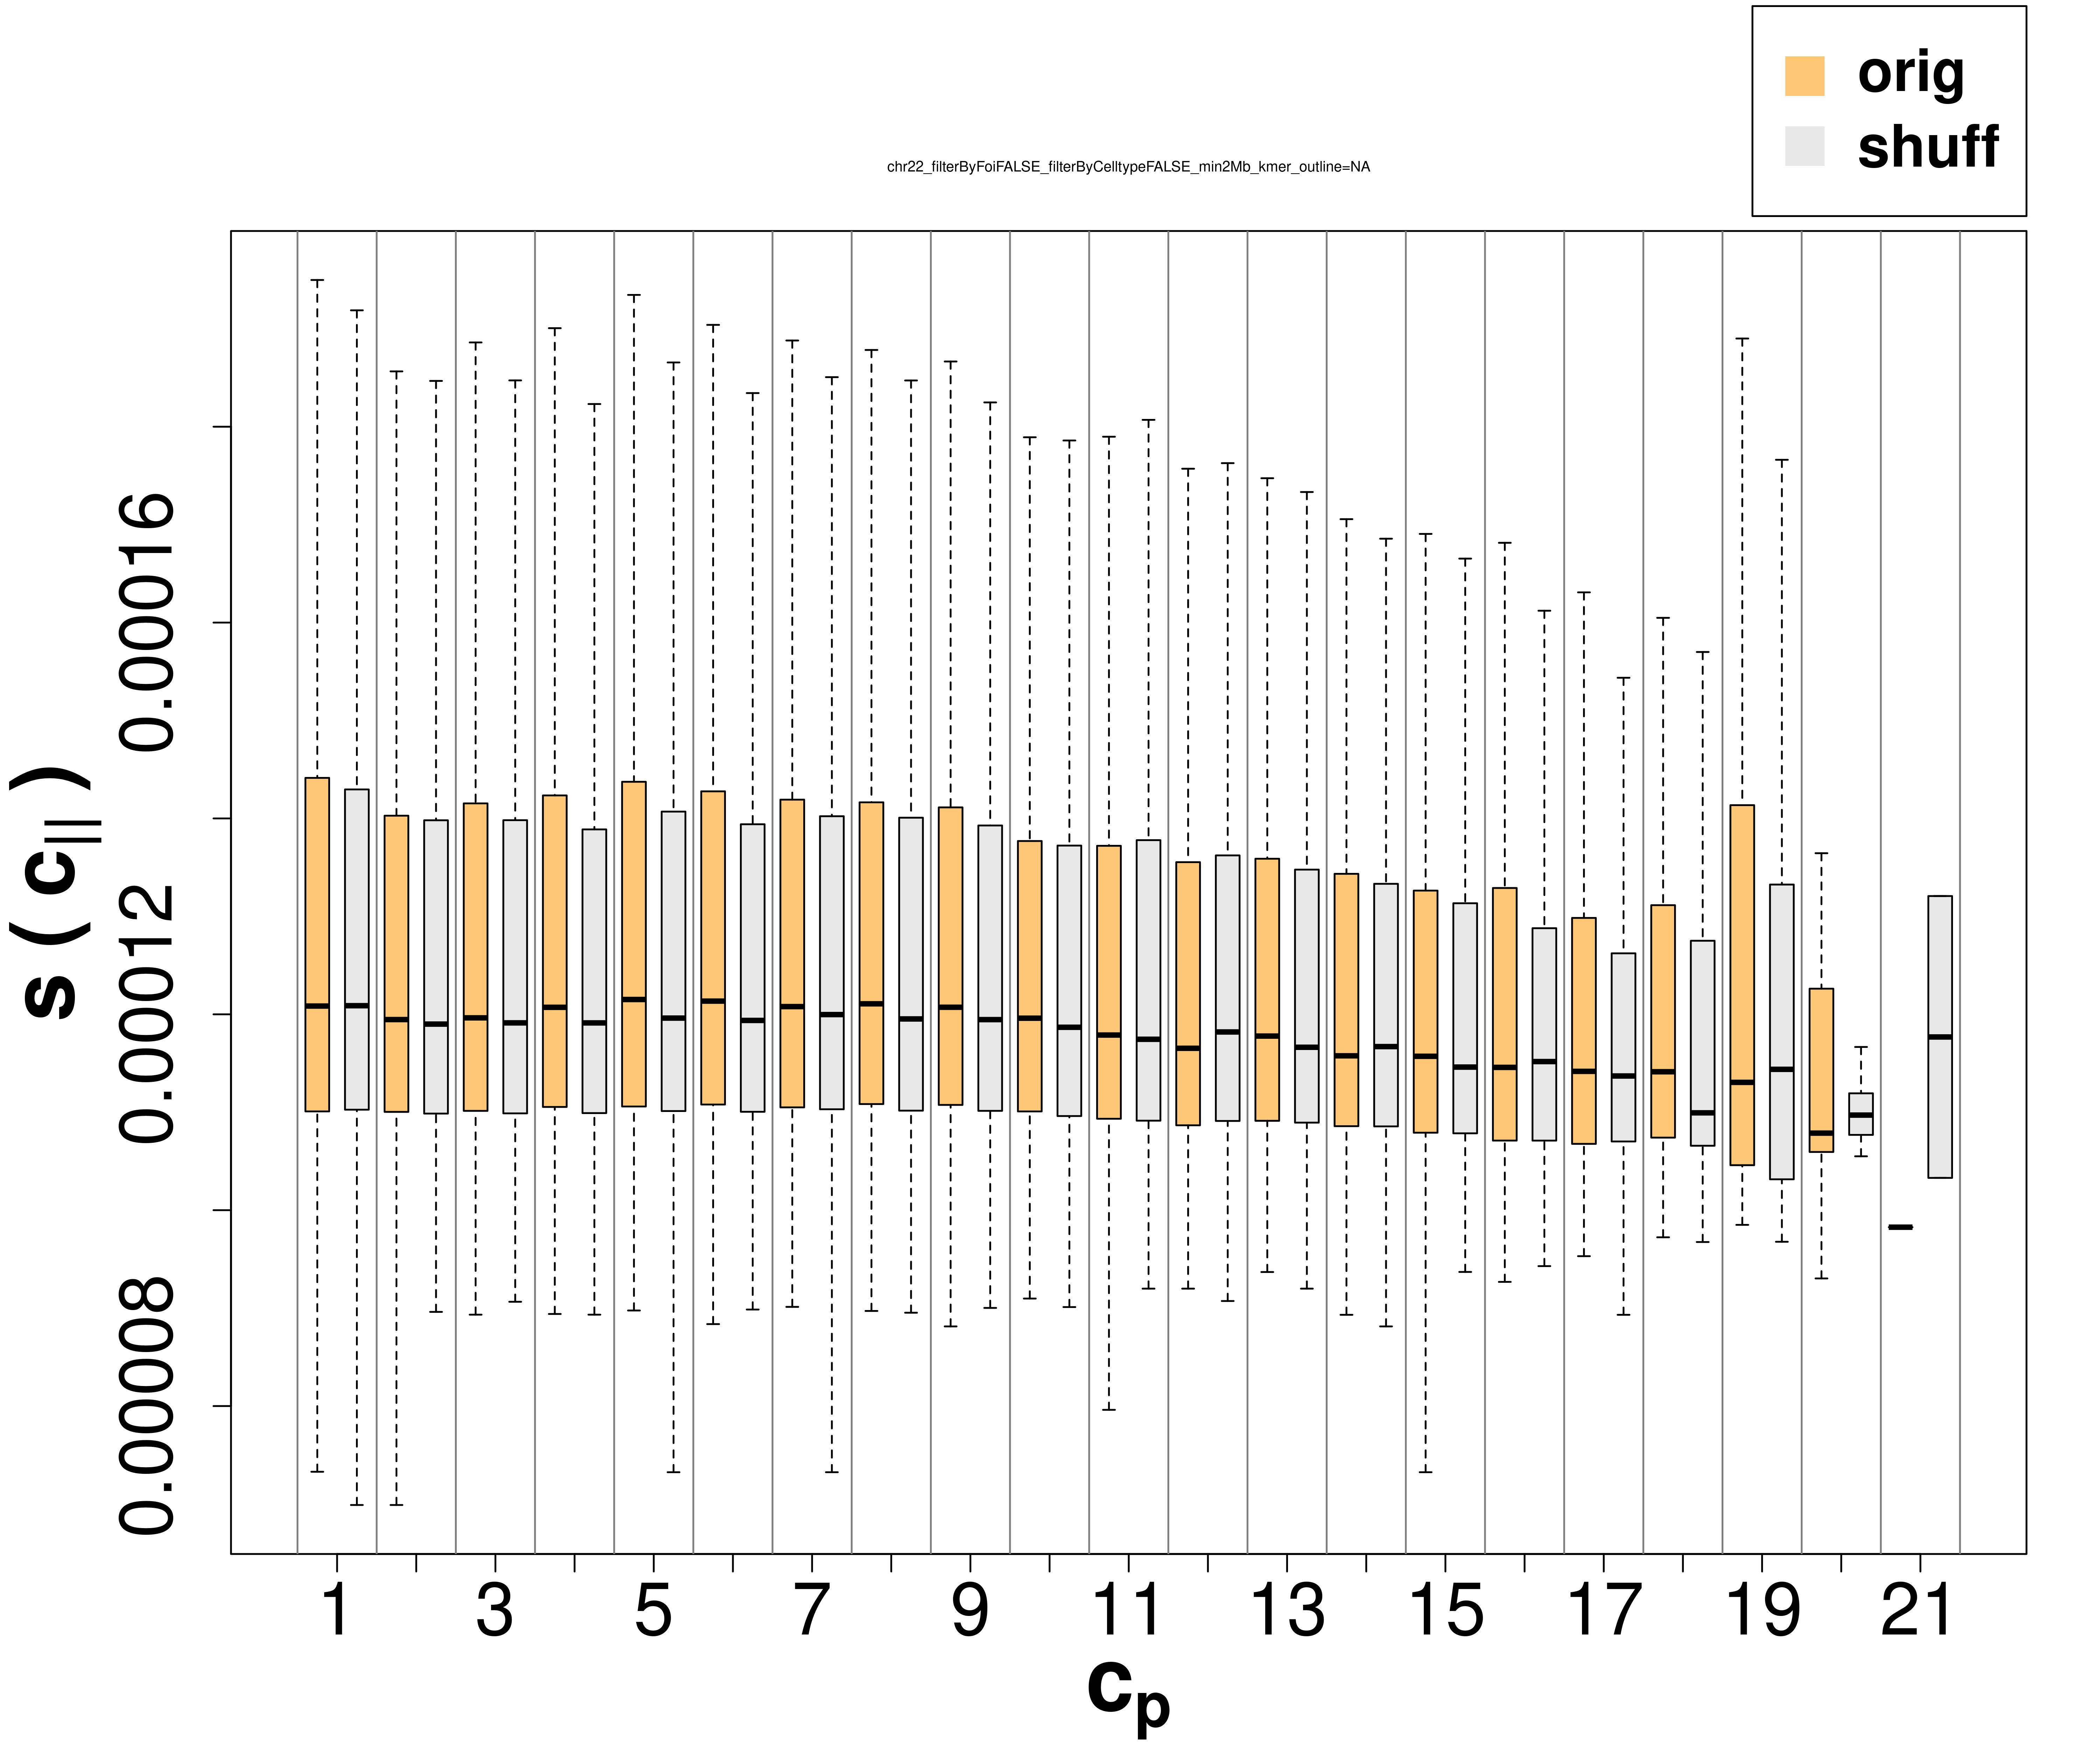 orig
shuff
chr22_filterByFoiFALSE_filterByCelltypeFALSE_min2Mb_kmer_outline=NA
s ( c|| )
0.00016
0.00012
0.00008
1 3 5 7 9 11 13 15 17 19 21
cp